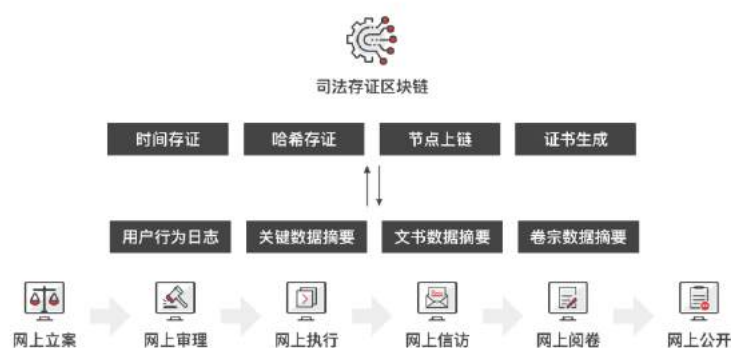 司法存证区块链
时间存证 哈希存证 节点上链 证书生成
用户行为日志 关键数据摘要 文书数据摘要 卷宗数据摘要
网上立案 网上审理 网上执行 网上信访 网上阅卷 网上公开